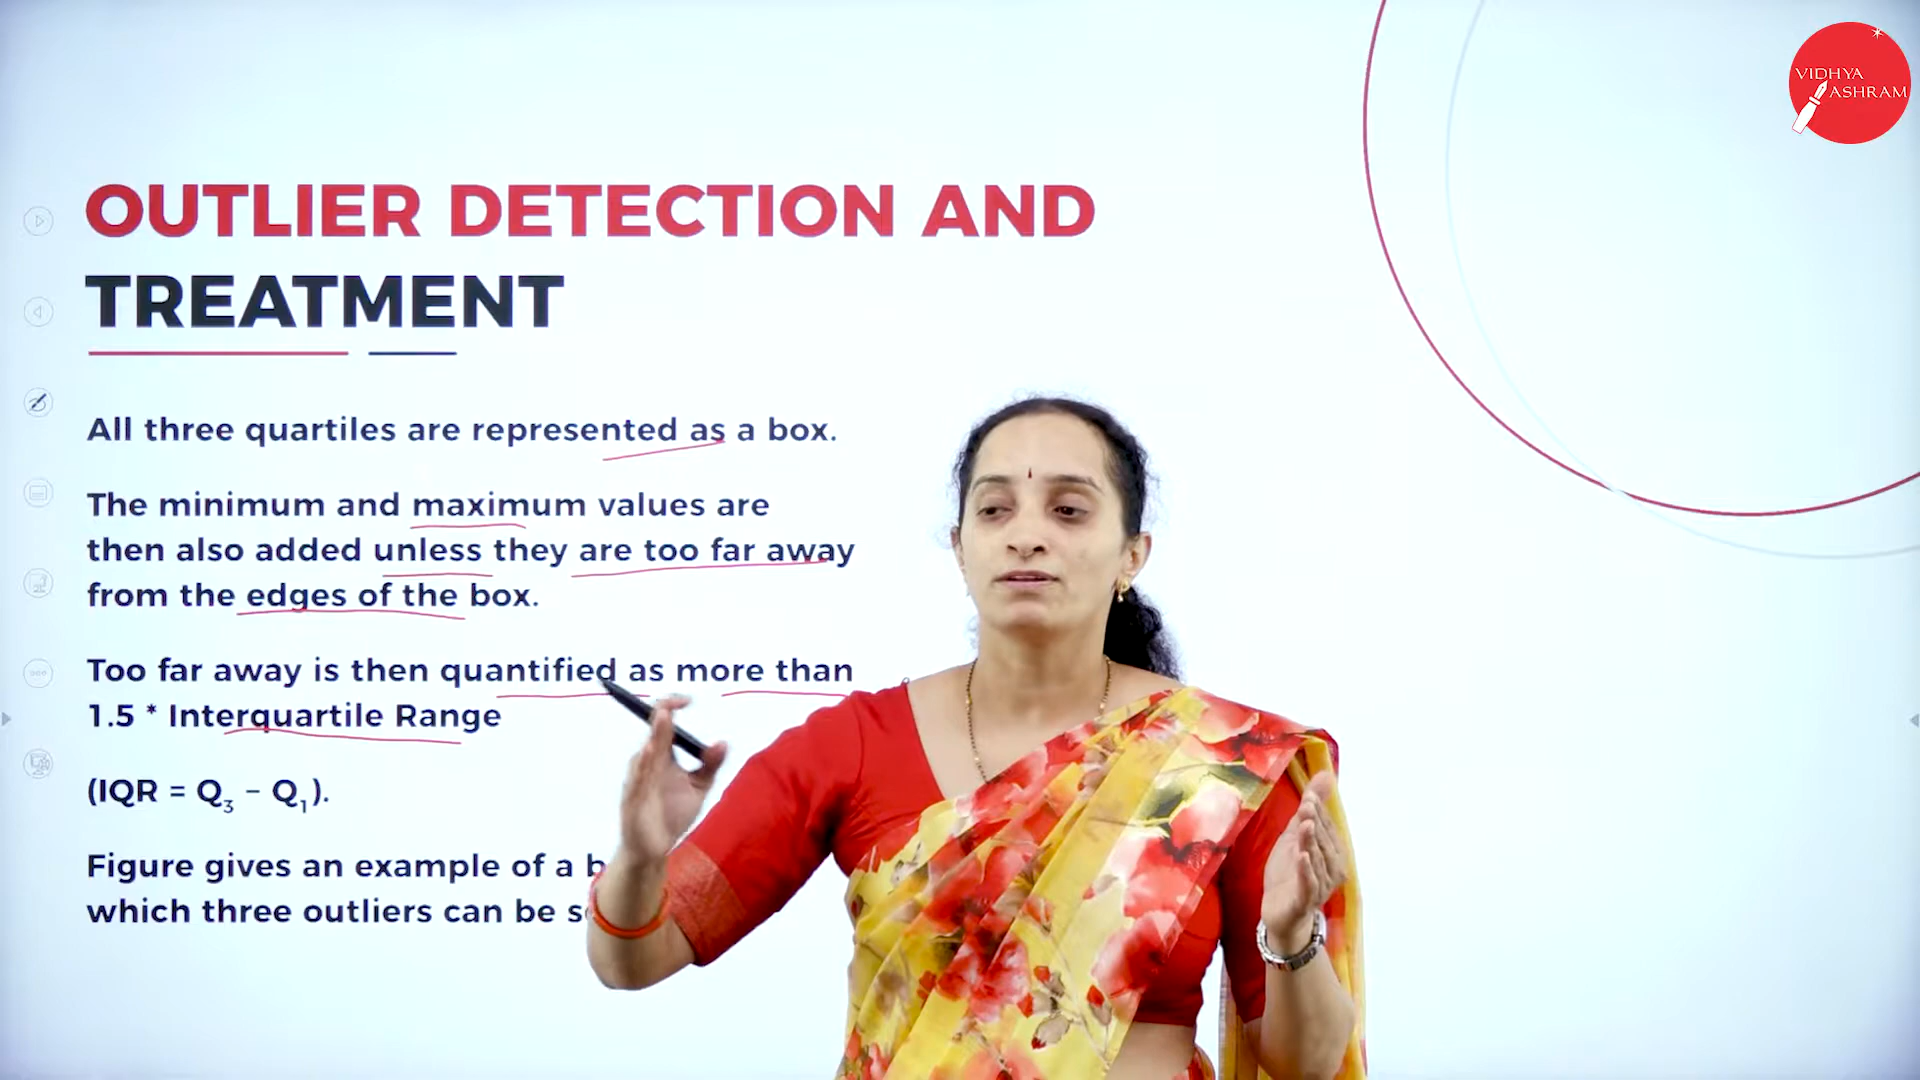 VIDHYA
ASHRAM
OUTLIER DETECTION AND
TREATMENT
All three quartiles are represented as a box.
The minimum and maximum values are
then also added unless they are too far away
from the edges of the box.
Too far away is then quantified as more than
1.5 * Interquartile Range
(IQR = Q3 – Q1).
Figure gives an example of a
which three outliers can be